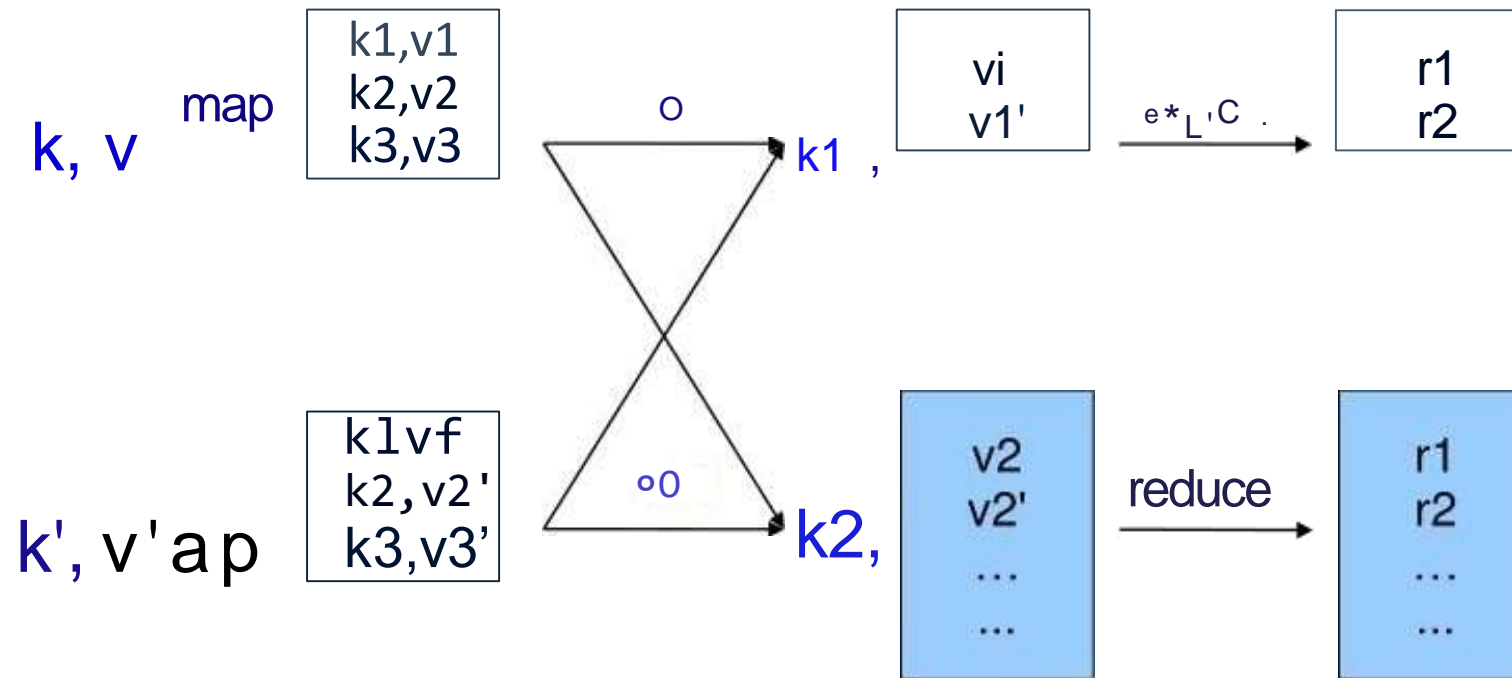 k, v
map
k1,v1
k2,v2
k3,v3
O
k1 ,
vi
v1'
e*L'C .
r1
r2
k', v'ap
klvf
k2,v2'
k3,v3’
o0
k2,
v2
v2'
...
...
reduce
r1
r2
...
...